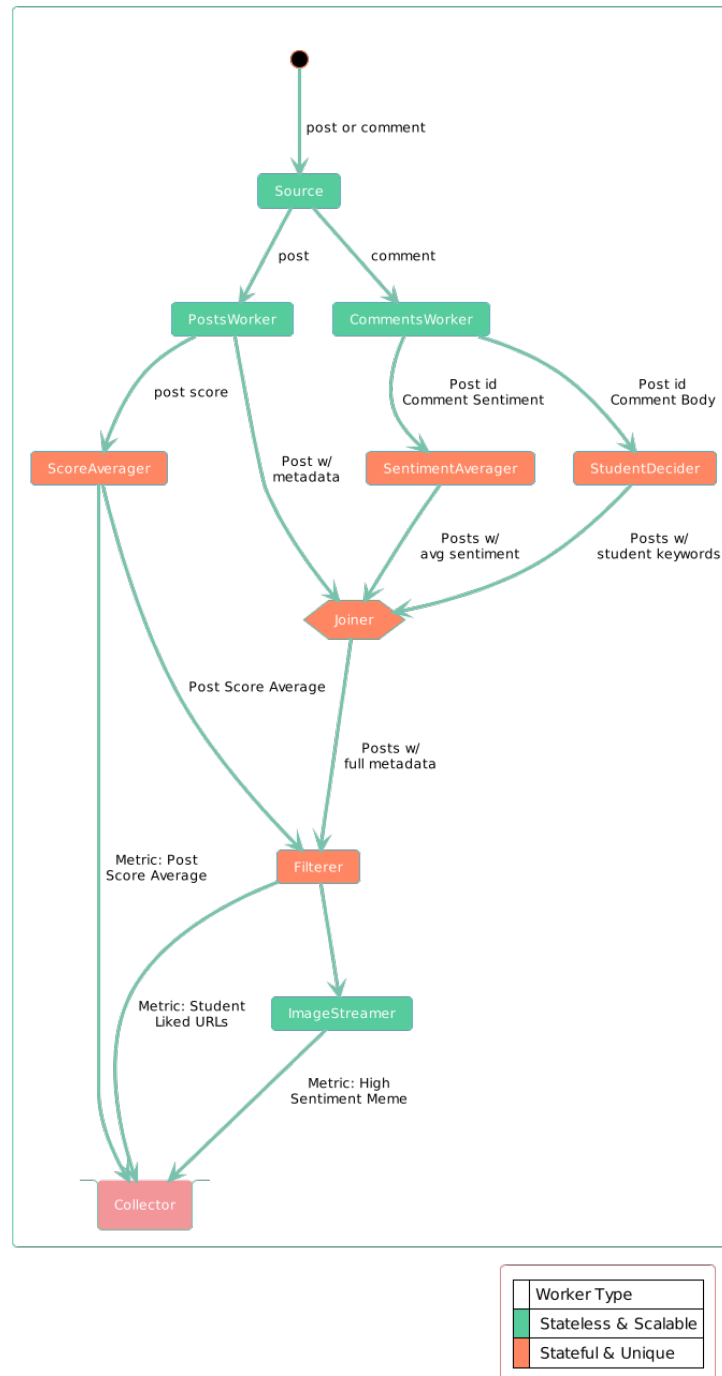 post or comment
Source
post
comment
PostsWorker
CommentsWorker
post score
Post id
Comment Sentiment
Post id
Comment Body
ScoreAverager
Post w/
metadata
SentimentAverager
StudentDecider
Posts w/
avg sentiment
Posts w/
student keywords
Joiner
Post Score Average
Posts w/
full metadata
Metric: Post
Score Average
Filterer
Metric: Student
Liked URLs
ImageStreamer
Metric: High
Sentiment Meme
Collector
Worker Type
Stateless & Scalable
Stateful & Unique